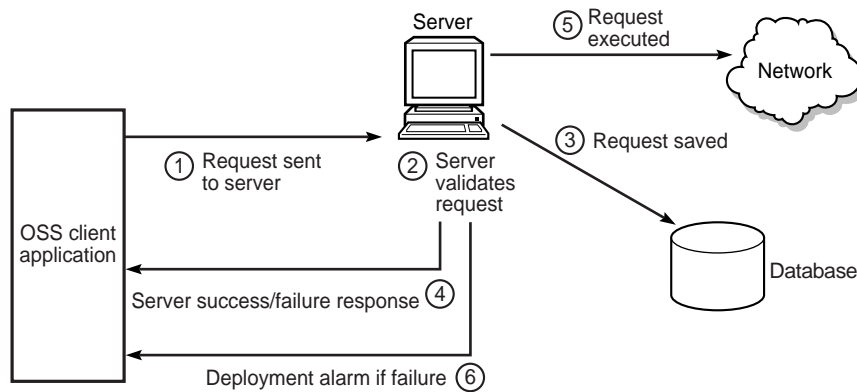 Server
5 Request
executed
Network
1 Request sent
to server
2 Server
validates
request
3 Request saved
OSS client
application
Database
Server success/failure response 4
Deployment alarm if failure 6